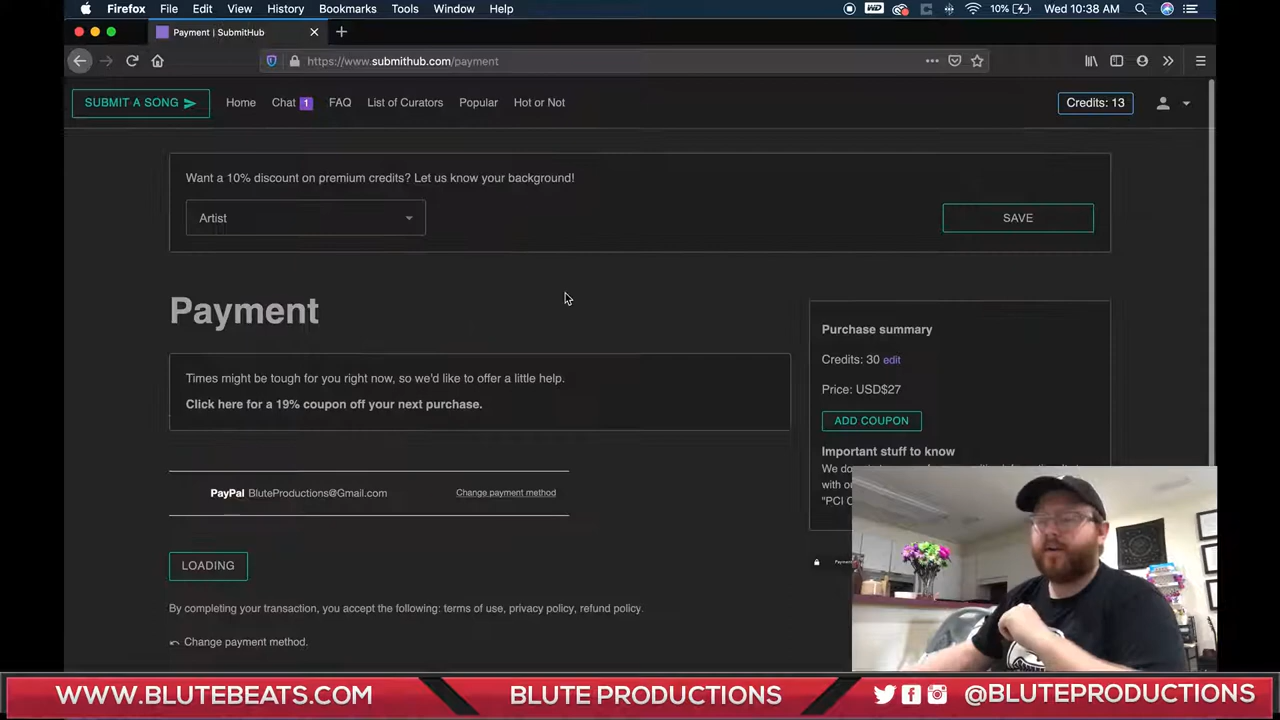 Firefox File Edit View History Bookmarks Tools Window Help
WD 10% Wed 10:38 AM
Payment | SubmitHub
https://www.submithub.com/payment
SUBMIT A SONG Home Chat 1 FAQ List of Curators Popular Hot or Not Credits: 13
Want a 10% discount on premium credits? Let us know your background!
Artist SAVE
Payment
Times might be tough for you right now, so we'd like to offer a little help.
Click here for a 19% coupon off your next purchase.
PayPal BluteProductions@Gmail.com Change payment method
LOADING
By completing your transaction, you accept the following: terms of use, privacy policy, refund policy.
Change payment method.
Purchase summary
Credits: 30 edit
Price: USD$27
ADD COUPON
Important stuff to know
We do
with ou
"PCI C
WWW.BLUTEBEATS.COM BLUTE PRODUCTIONS @BLUTEPRODUCTIONS